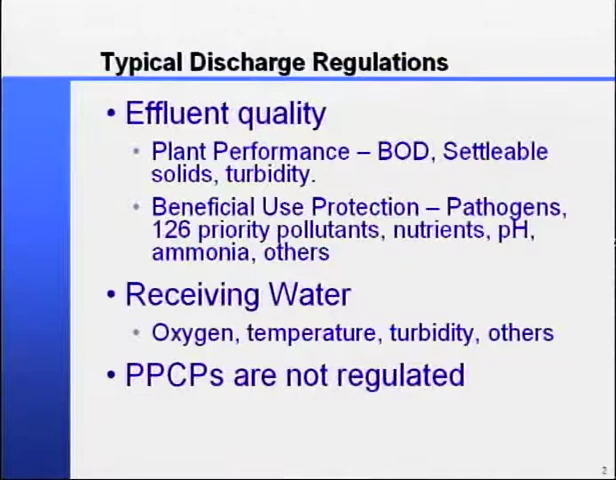 Typical Discharge Regulations
• Effluent quality
• Plant Performance – BOD, Settleable
solids, turbidity.
• Beneficial Use Protection – Pathogens,
126 priority pollutants, nutrients, pH,
ammonia, others
• Receiving Water
• Oxygen, temperature, turbidity, others
• PPCPs are not regulated
2